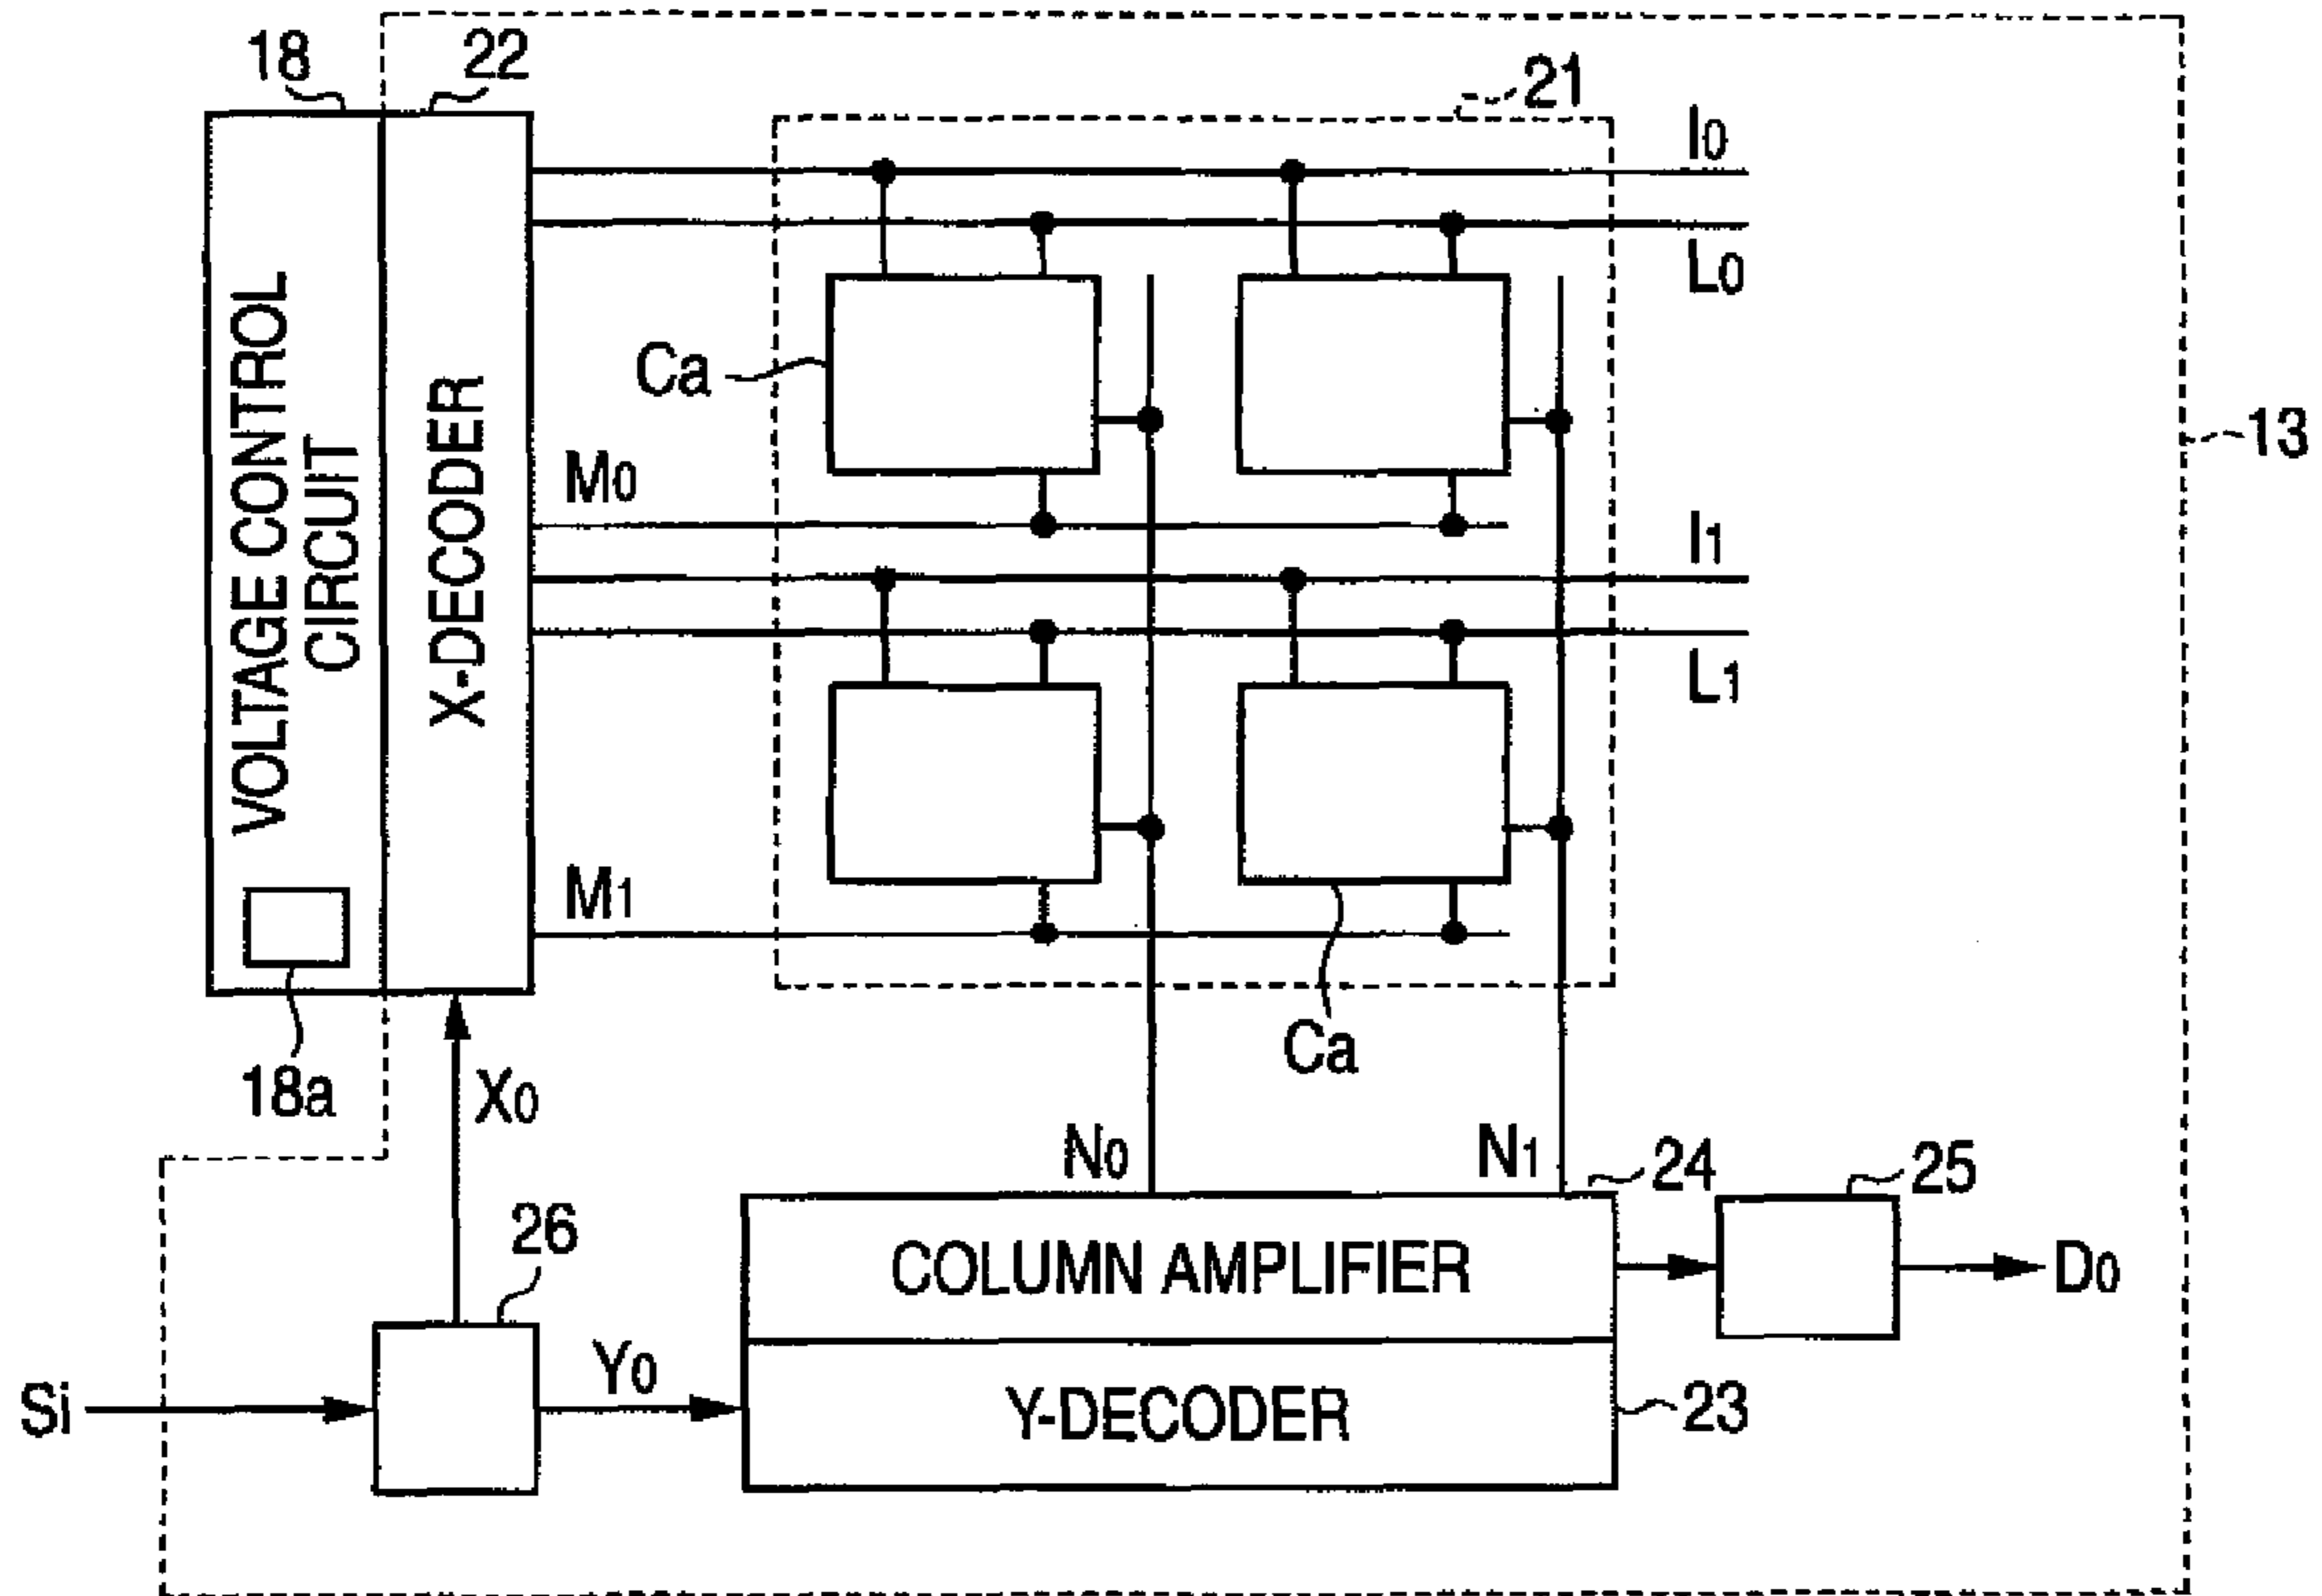 18
22
21
I0
L0
VOLTAGE CONTROL
CIRCUIT
X-DECODER
Ca
13
M0
I1
L1
M1
18a
X0
Ca
N0
N1
24
25
26
COLUMN AMPLIFIER
D0
Si
Y0
Y-DECODER
23